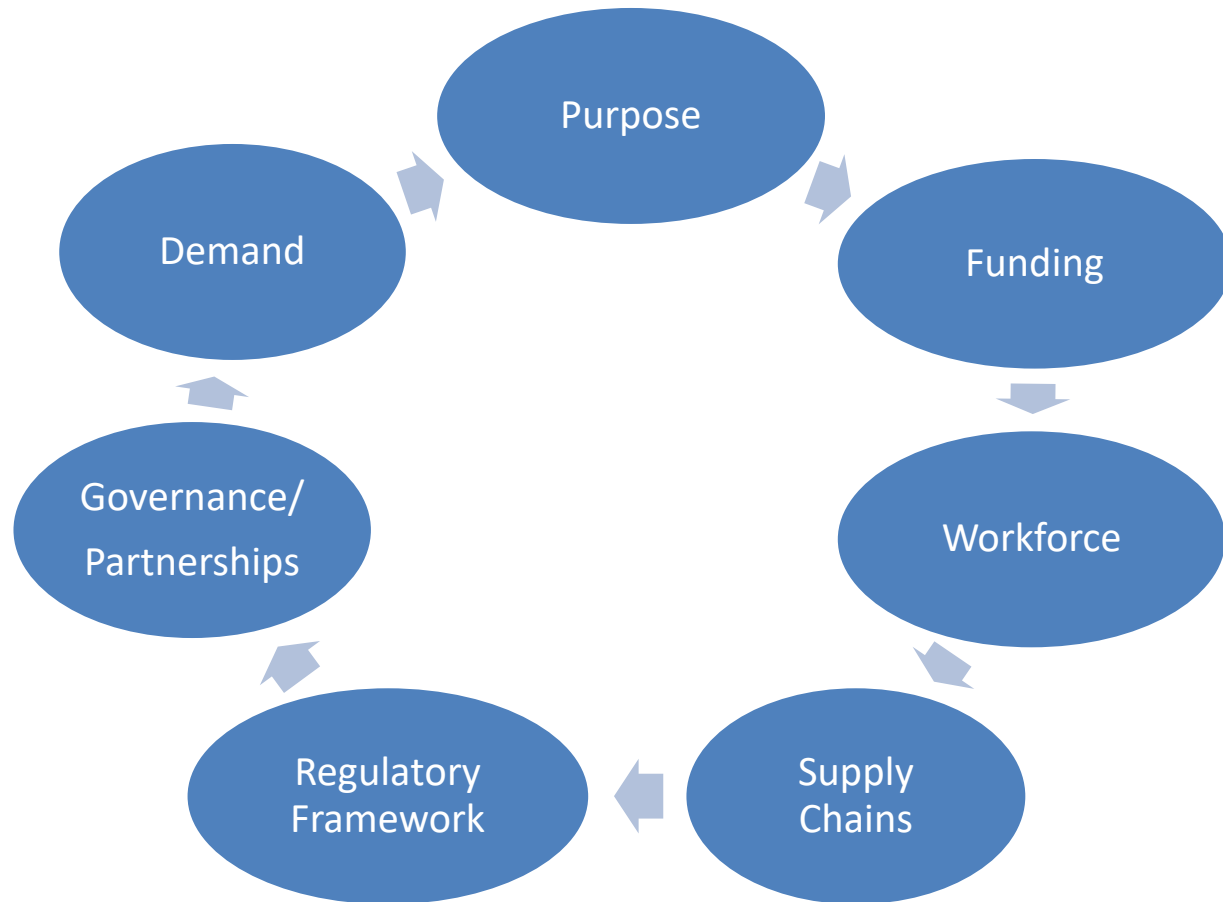 Purpose
Funding
Workforce
Supply
Chains
Regulatory
Framework
Governance/
Partnerships
Demand